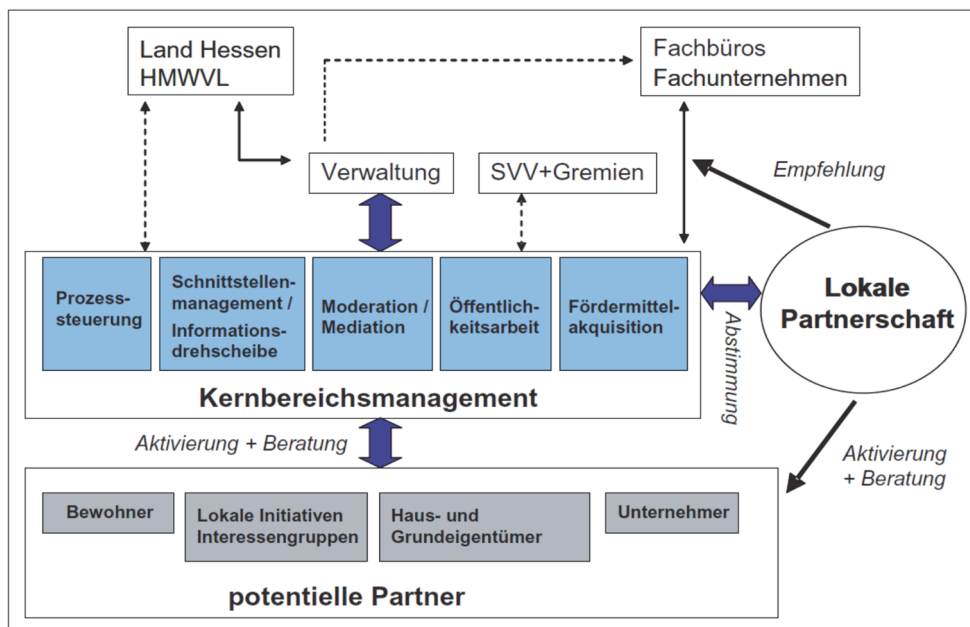 Land Hessen
HMWVL
Fachbüros
Fachunternehmen
Verwaltung
SVV+Gremien
Empfehlung
Prozess-
steuerung
Schnittstellen-
management /
Informations-
drehscheibe
Moderation /
Mediation
Öffentlich-
keitsarbeit
Fördermittel-
akquisition
Kernbereichsmanagement
Abstimmung
Lokale
Partnerschaft
Aktivierung + Beratung
Aktivierung
+ Beratung
Bewohner
Lokale Initiativen
Interessengruppen
Haus- und
Grundeigentümer
Unternehmer
potentielle Partner